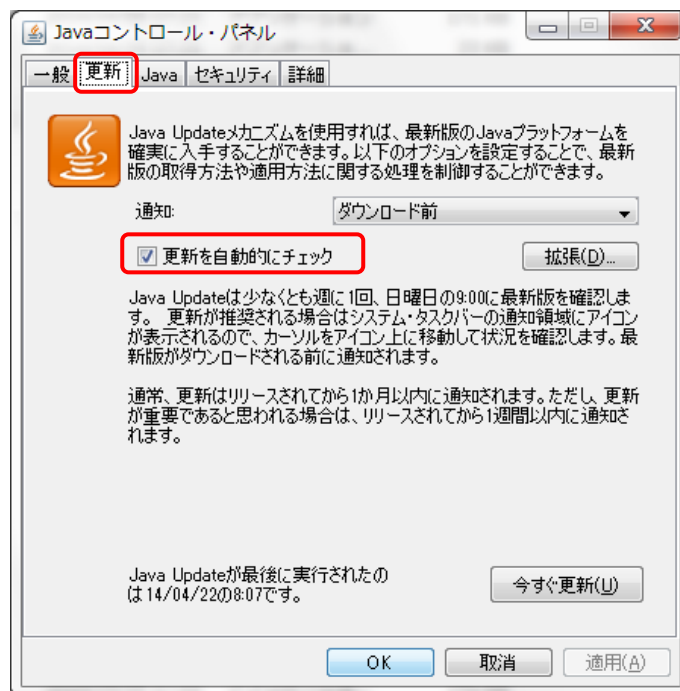 Javaコントロール・パネル
一般 更新 Java セキュリティ 詳細
Java Updateメカニズムを使用すれば、最新版のJavaプラットフォームを
確実に入手することができます。以下のオプションを設定することで、最新
版の取得方法や適用方法に関する処理を制御することができます。
通知: ダウンロード前
更新を自動的にチェック 拡張(D)...
Java Updateは少なくとも週に1回、日曜日の9:00に最新版を確認しま
す。 更新が推奨される場合はシステム・タスクバーの通知領域にアイコン
が表示されるので、カーソルをアイコン上に移動して状況を確認します。最
新版がダウンロードされる前に通知されます。
通常、更新はリリースされてから1か月以内に通知されます。ただし、更新
が重要であると思われる場合は、リリースされてから1週間以内に通知さ
れます。
Java Updateが最後に実行されたの
は14/04/22の8:07です。
今すぐ更新(U)
OK 取消 適用(A)